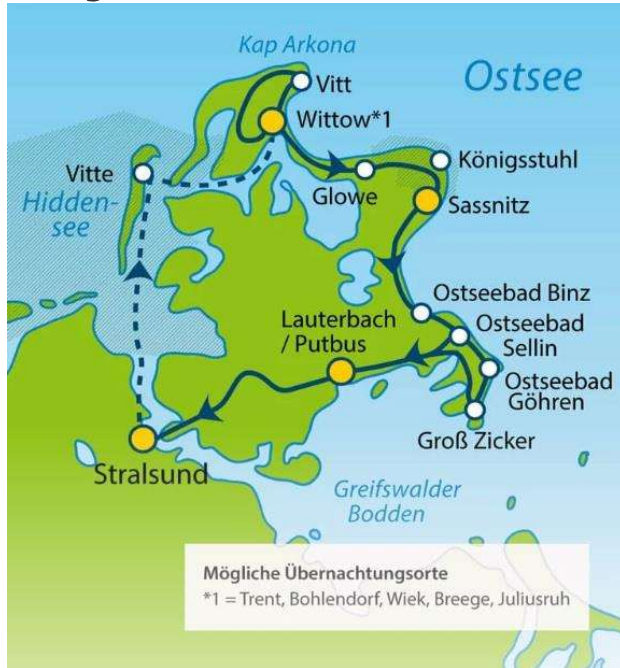 Kap Arkona
Ostsee
Vitt
Wittow*1
Vitte
Hidden-
see
Glowe
Königsstuhl
Sassnitz
Ostseebad Binz
Lauterbach
/ Putbus
Ostseebad
Sellin
Ostseebad
Göhren
Groß Zicker
Stralsund
Greifswalder
Bodden
Mögliche Übernachtungsorte
*1 = Trent, Bohlendorf, Wiek, Breege, Juliusruh